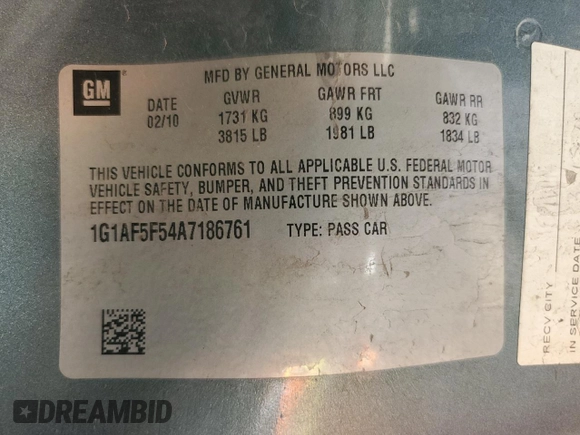 GM
MFD BY GENERAL MOTORS LLC
DATE GVWR GAWR FRT GAWR RR
02/10 1731 KG 899 KG 832 KG
3815 LB 1981 LB 1834 LB
THIS VEHICLE CONFORMS TO ALL APPLICABLE U.S. FEDERAL MOTOR
VEHICLE SAFETY, BUMPER, AND THEFT PREVENTION STANDARDS IN
EFFECT ON THE DATE OF MANUFACTURE SHOWN ABOVE.
1G1AF5F54A7186761 TYPE: PASS CAR
RECV CITY
IN SERVICE DATE
DREAMBID